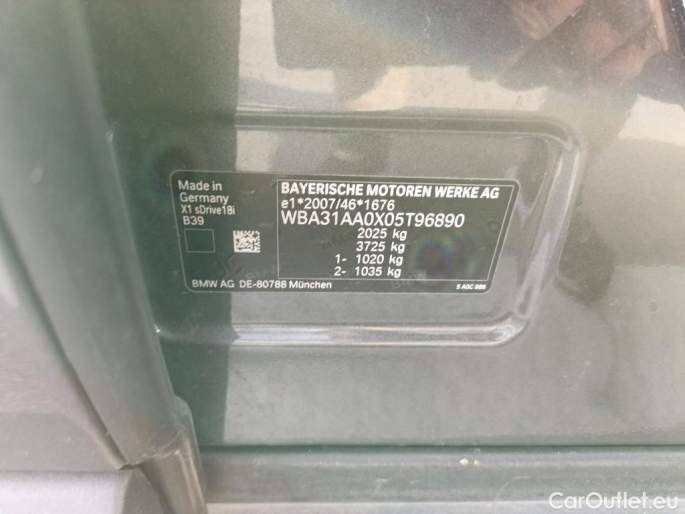 Made in
Germany
X1 sDrive18i
B39
BAYERISCHE MOTOREN WERKE AG
e1*2007/46*1676
WBA31AA0X05T96890
2025 kg
3725 kg
1- 1020 kg
2- 1035 kg
BMW AG DE-80788 München
CarOutlet.eu